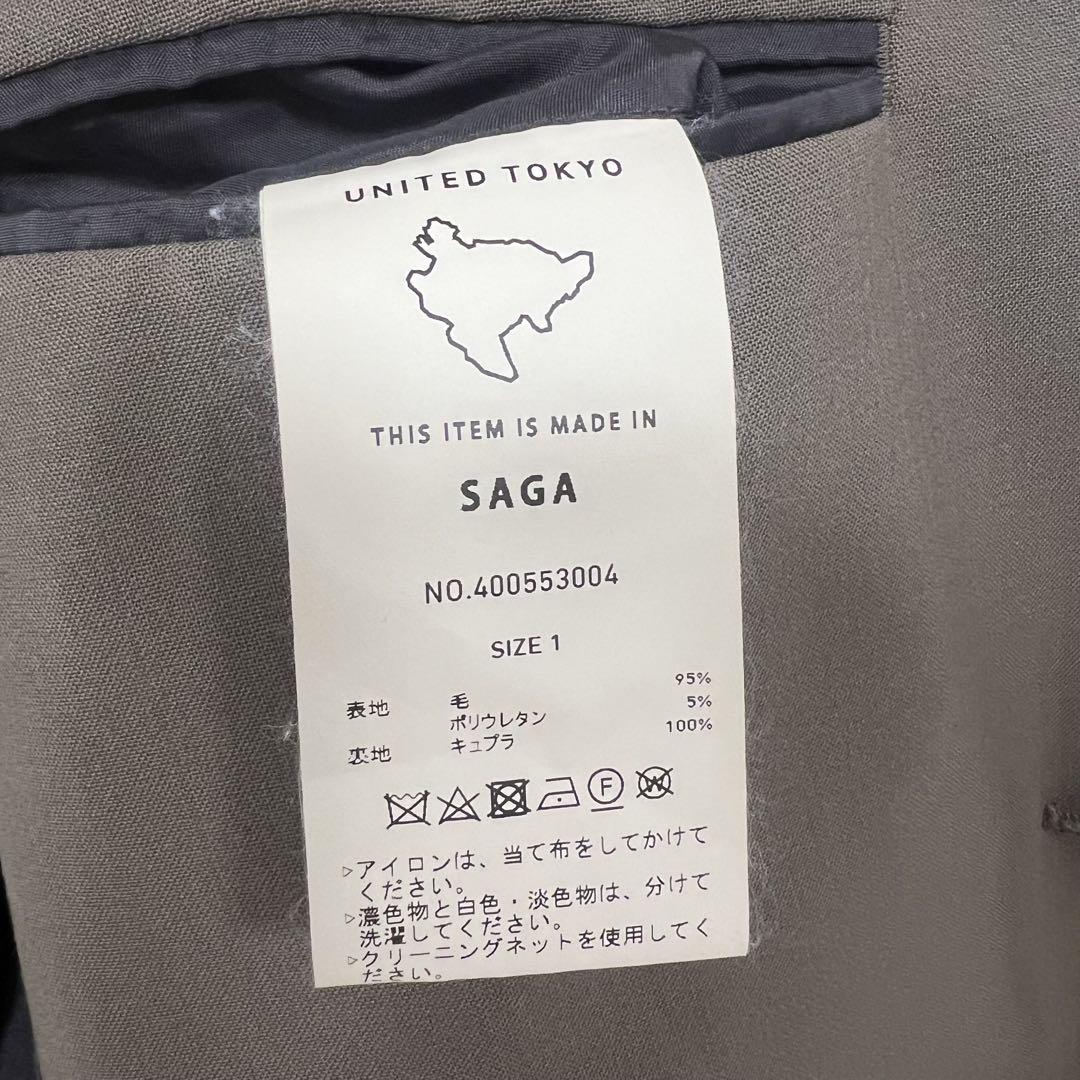 UNITED TOKYO
THIS ITEM IS MADE IN
SAGA
NO.400553004
SIZE 1
表地 毛 95%
ポリウレタン 5%
裏地 キュプラ 100%
F W
▷アイロンは、当て布をしてかけて
ください。
▷濃色物と白色・淡色物は、分けて
洗濯してください。
▷クリーニングネットを使用してく
ださい。